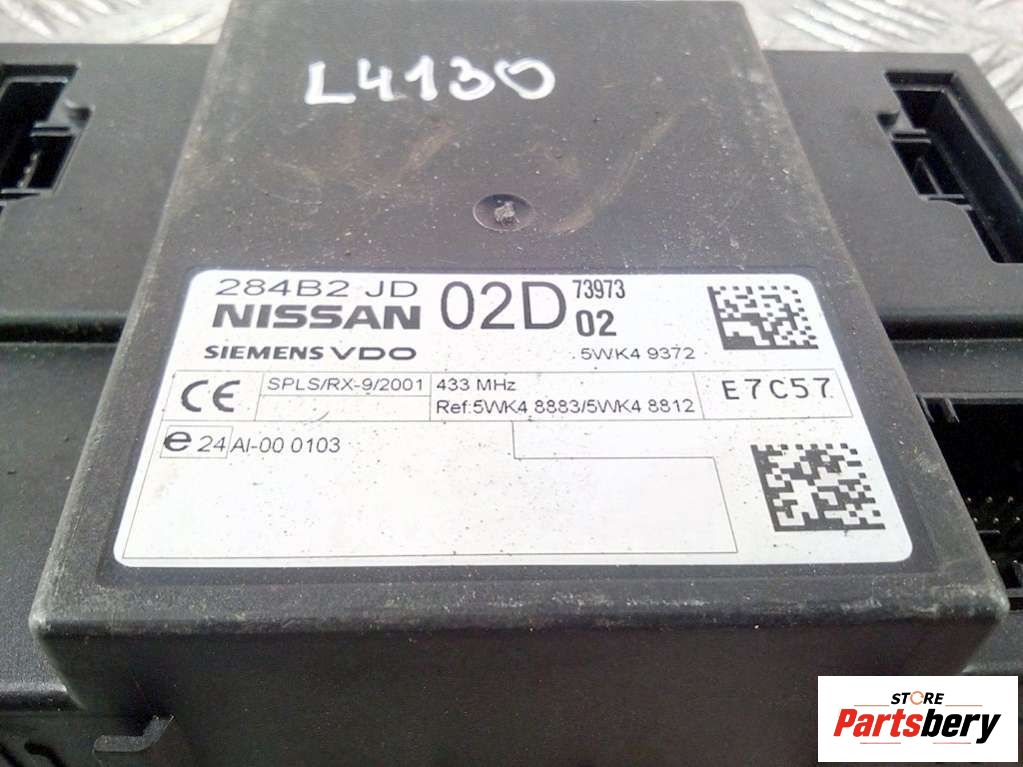 L4130
284B2 JD 02D 73973
NISSAN 02
SIEMENS VDO 5WK4 9372
CE SPLS/RX-9/2001 433 MHz E7C57
Ref:5WK4 8883/5WK4 8812
e 24 AI-00 0103
STORE
Partsbery